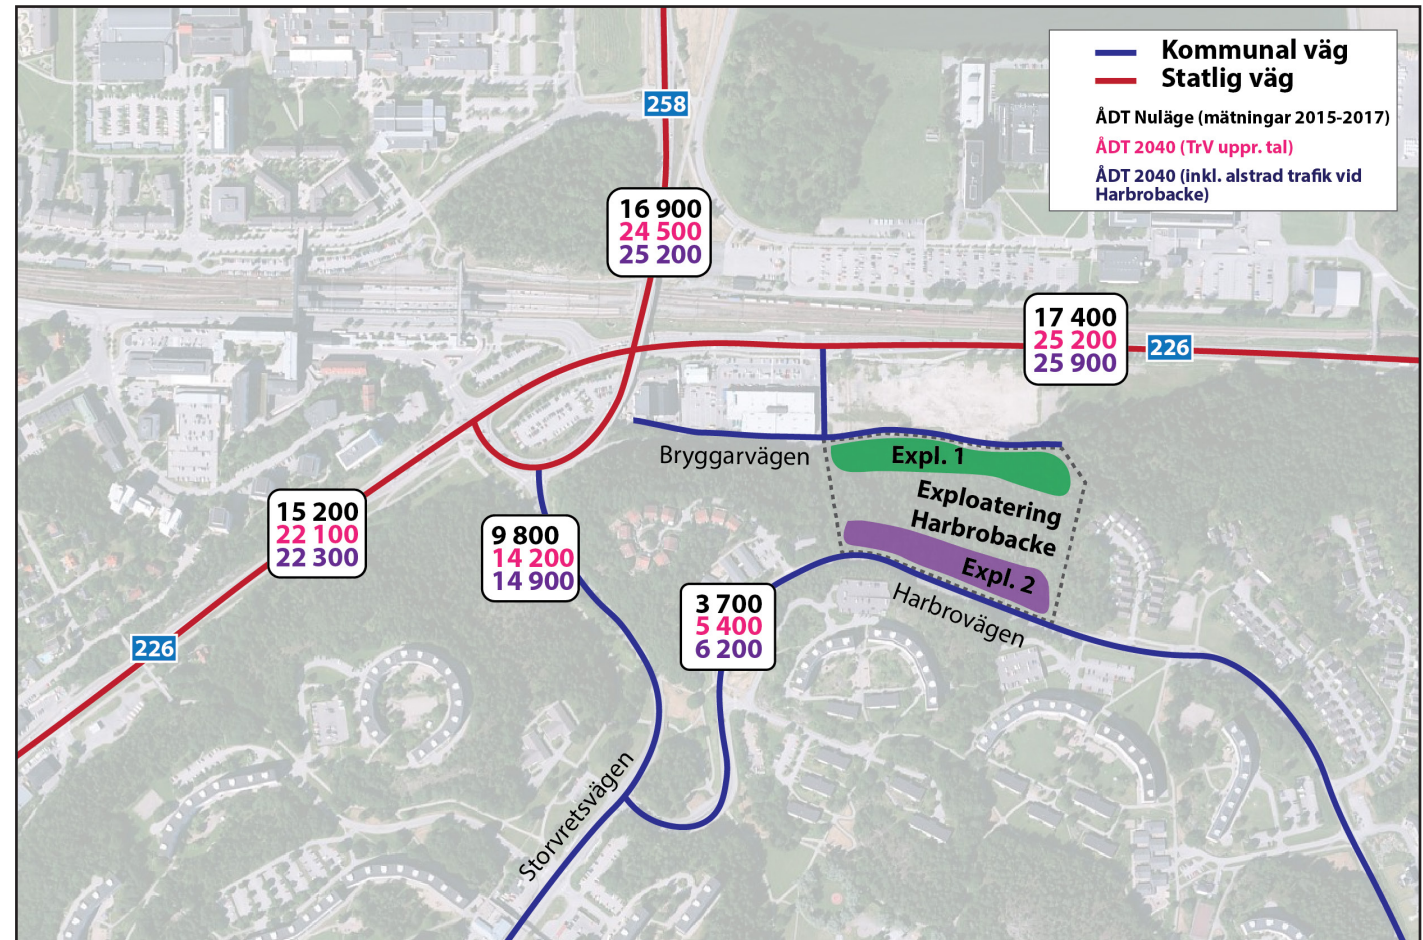 Kommunal väg
Statlig väg
ÅDT Nuläge (mätningar 2015-2017)
ÅDT 2040 (TrV uppr. tal)
ÅDT 2040 (inkl. alstrad trafik vid
Harbrobacke)
258
16 900
24 500
25 200
17 400
25 200
25 900
226
Bryggarvägen
Expl. 1
Exploatering
Harbrobacke
Expl. 2
Harbrovägen
15 200
22 100
22 300
9 800
14 200
14 900
3 700
5 400
6 200
226
Storvretsvägen